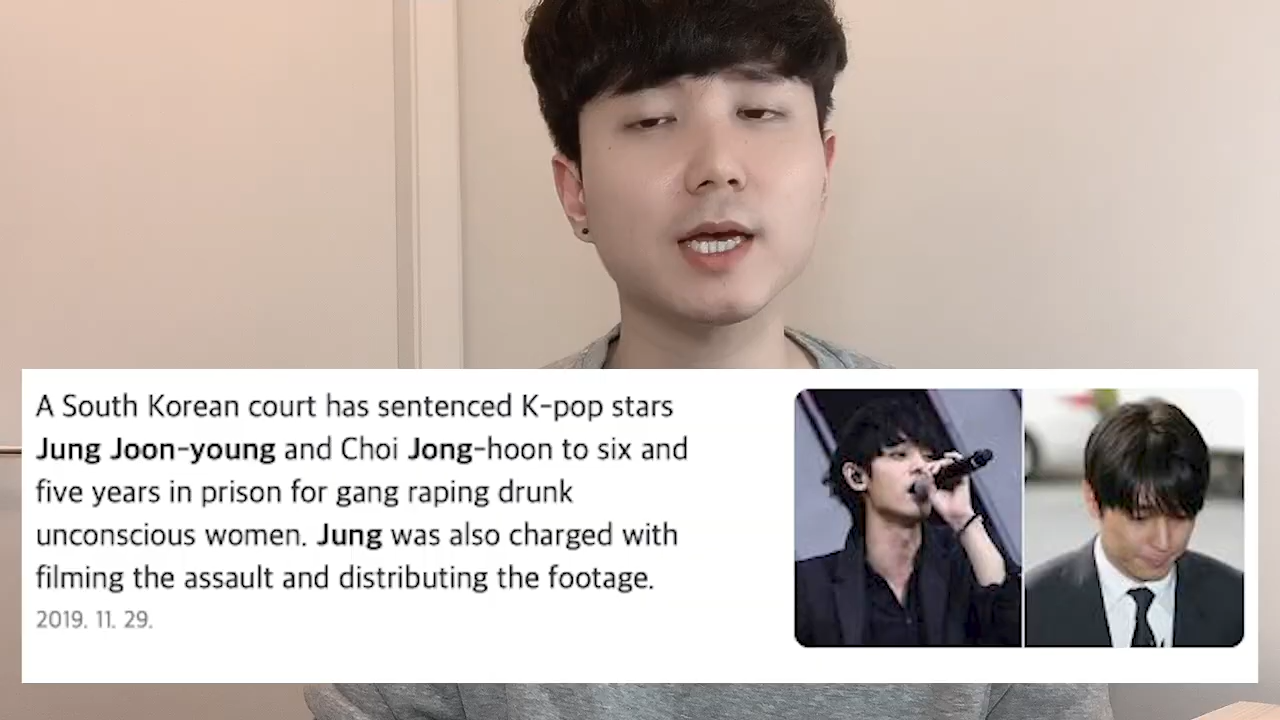 A South Korean court has sentenced K-pop stars
Jung Joon-young and Choi Jong-hoon to six and
five years in prison for gang raping drunk
unconscious women. Jung was also charged with
filming the assault and distributing the footage.
2019. 11. 29.